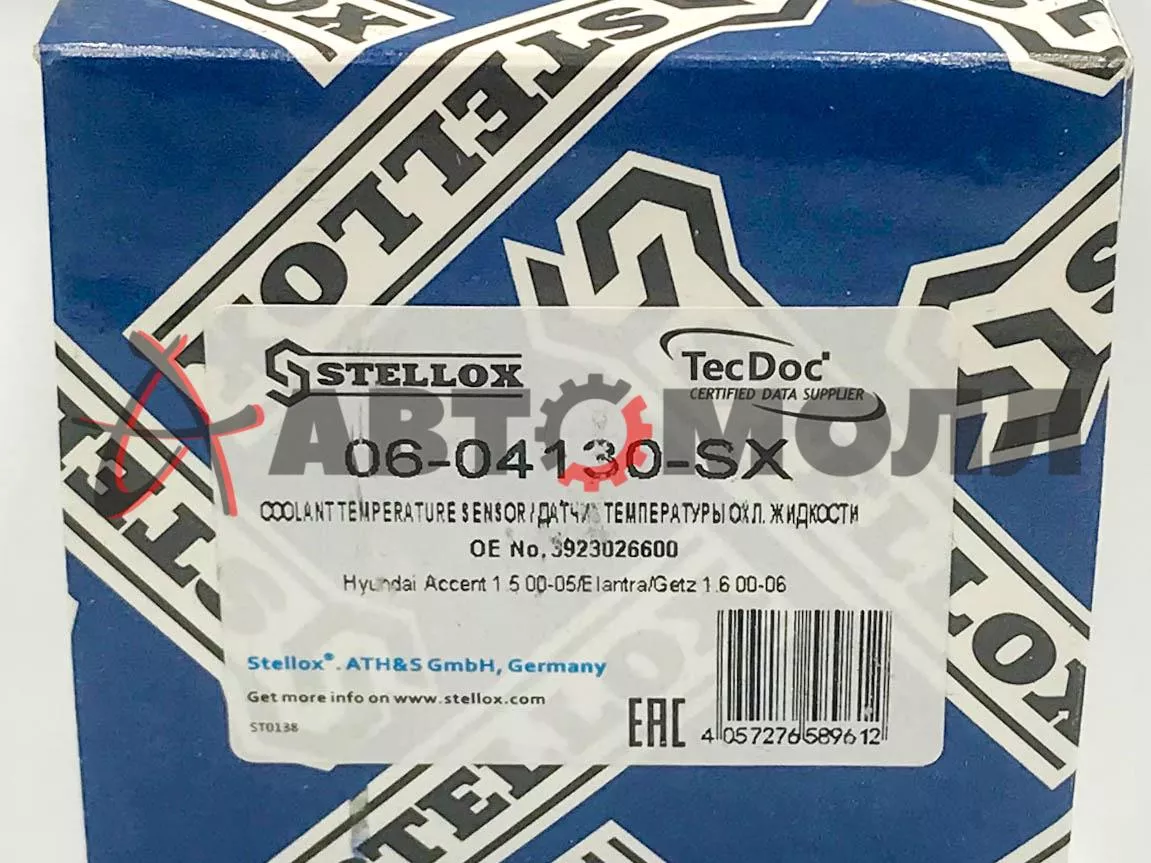 STELLOX
STELLOX
TecDoc
CERTIFIED DATA SUPPLIER
АВТОМОЛЛ
06-04130-SX
COOLANT TEMPERATURE SENSOR / ДАТЧИК ТЕМПЕРАТУРЫ ОХЛ. ЖИДКОСТИ
OE No. 3923026600
Hyundai Accent 1.5 00-05/Elantra/Getz 1.6 00-06
Stellox®. ATH&S GmbH, Germany
Get more info on www.stellox.com
ST0138
EAC
4 057276 589612
STELLOX